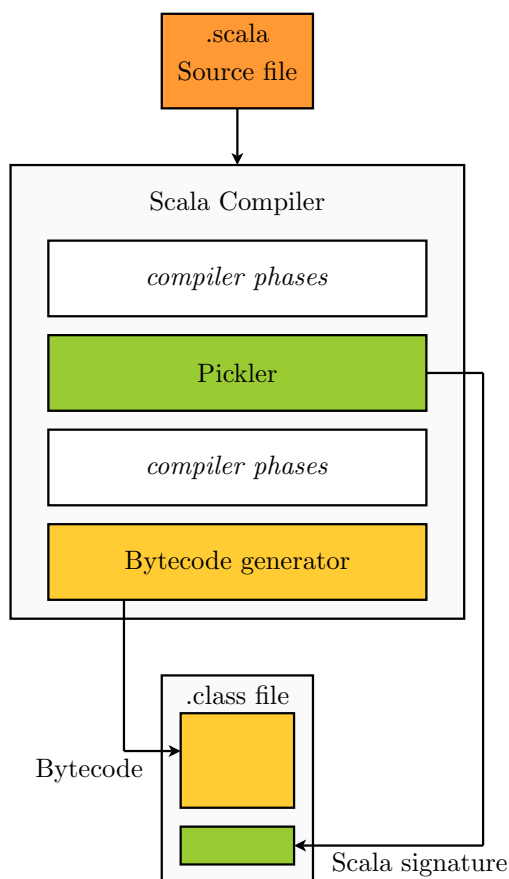 .scala
Source file
Scala Compiler
compiler phases
Pickler
compiler phases
Bytecode generator
.class file
Bytecode
Scala signature